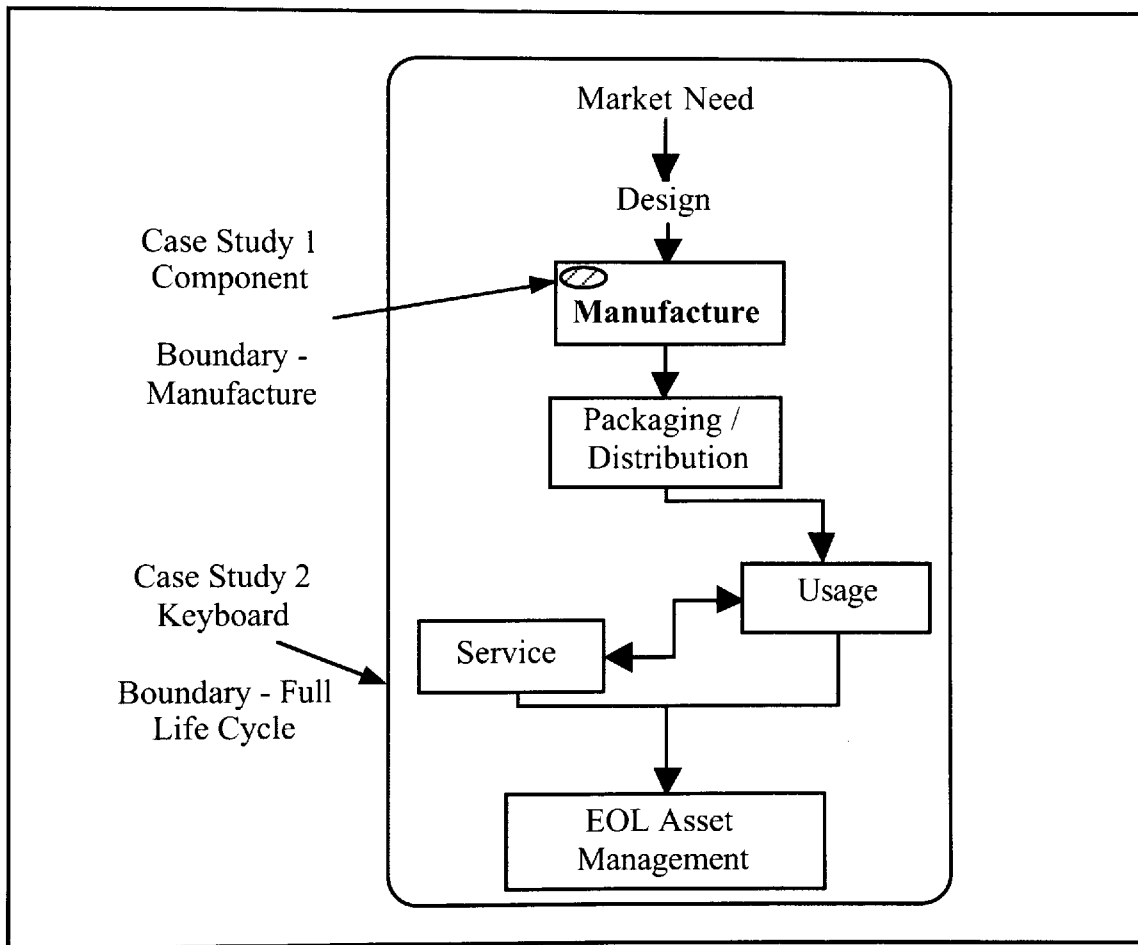 Market Need
Design
Case Study 1
Component
Boundary -
Manufacture
Manufacture
Packaging /
Distribution
Case Study 2
Keyboard
Boundary - Full
Life Cycle
Usage
Service
EOL Asset
Management